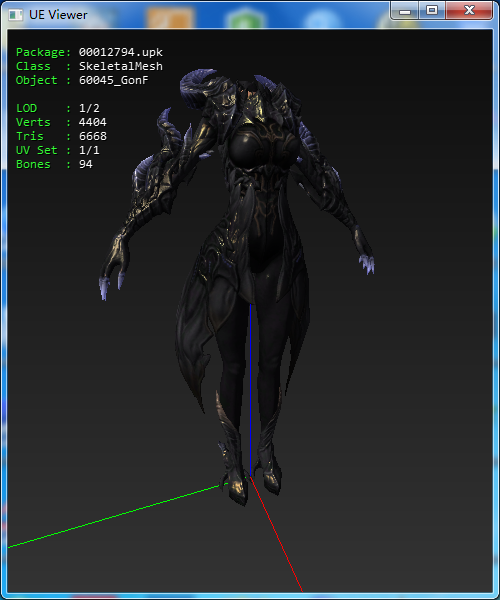 UE Viewer
Package: 00012794.upk
Class : SkeletalMesh
Object : 60045_GonF
LOD : 1/2
Verts : 4404
Tris : 6668
UV Set : 1/1
Bones : 94